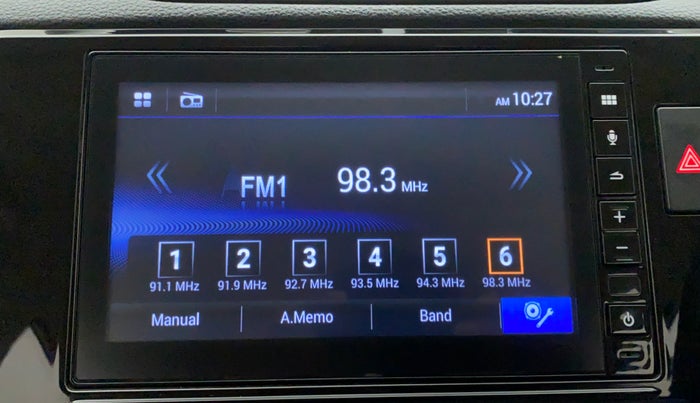 AM 10:27
FM1 98.3 MHz
1 2 3 4 5 6
91.1 MHz 91.9 MHz 92.7 MHz 93.5 MHz 94.3 MHz 98.3 MHz
Manual A.Memo Band